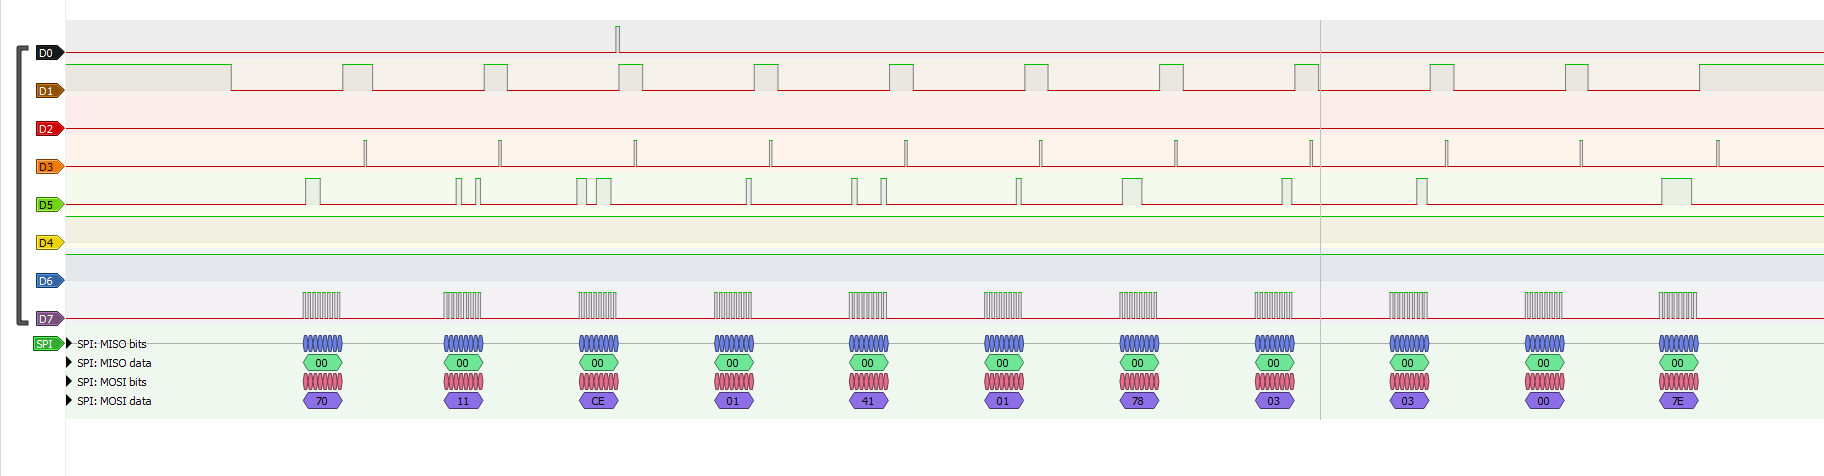 D0
D1
D2
D3
D5
D4
D6
D7
SPI SPI: MISO bits
SPI: MISO data 00 00 00 00 00 00 00 00 00 00 00
SPI: MOSI bits
SPI: MOSI data 70 11 CE 01 41 01 78 03 03 00 7E